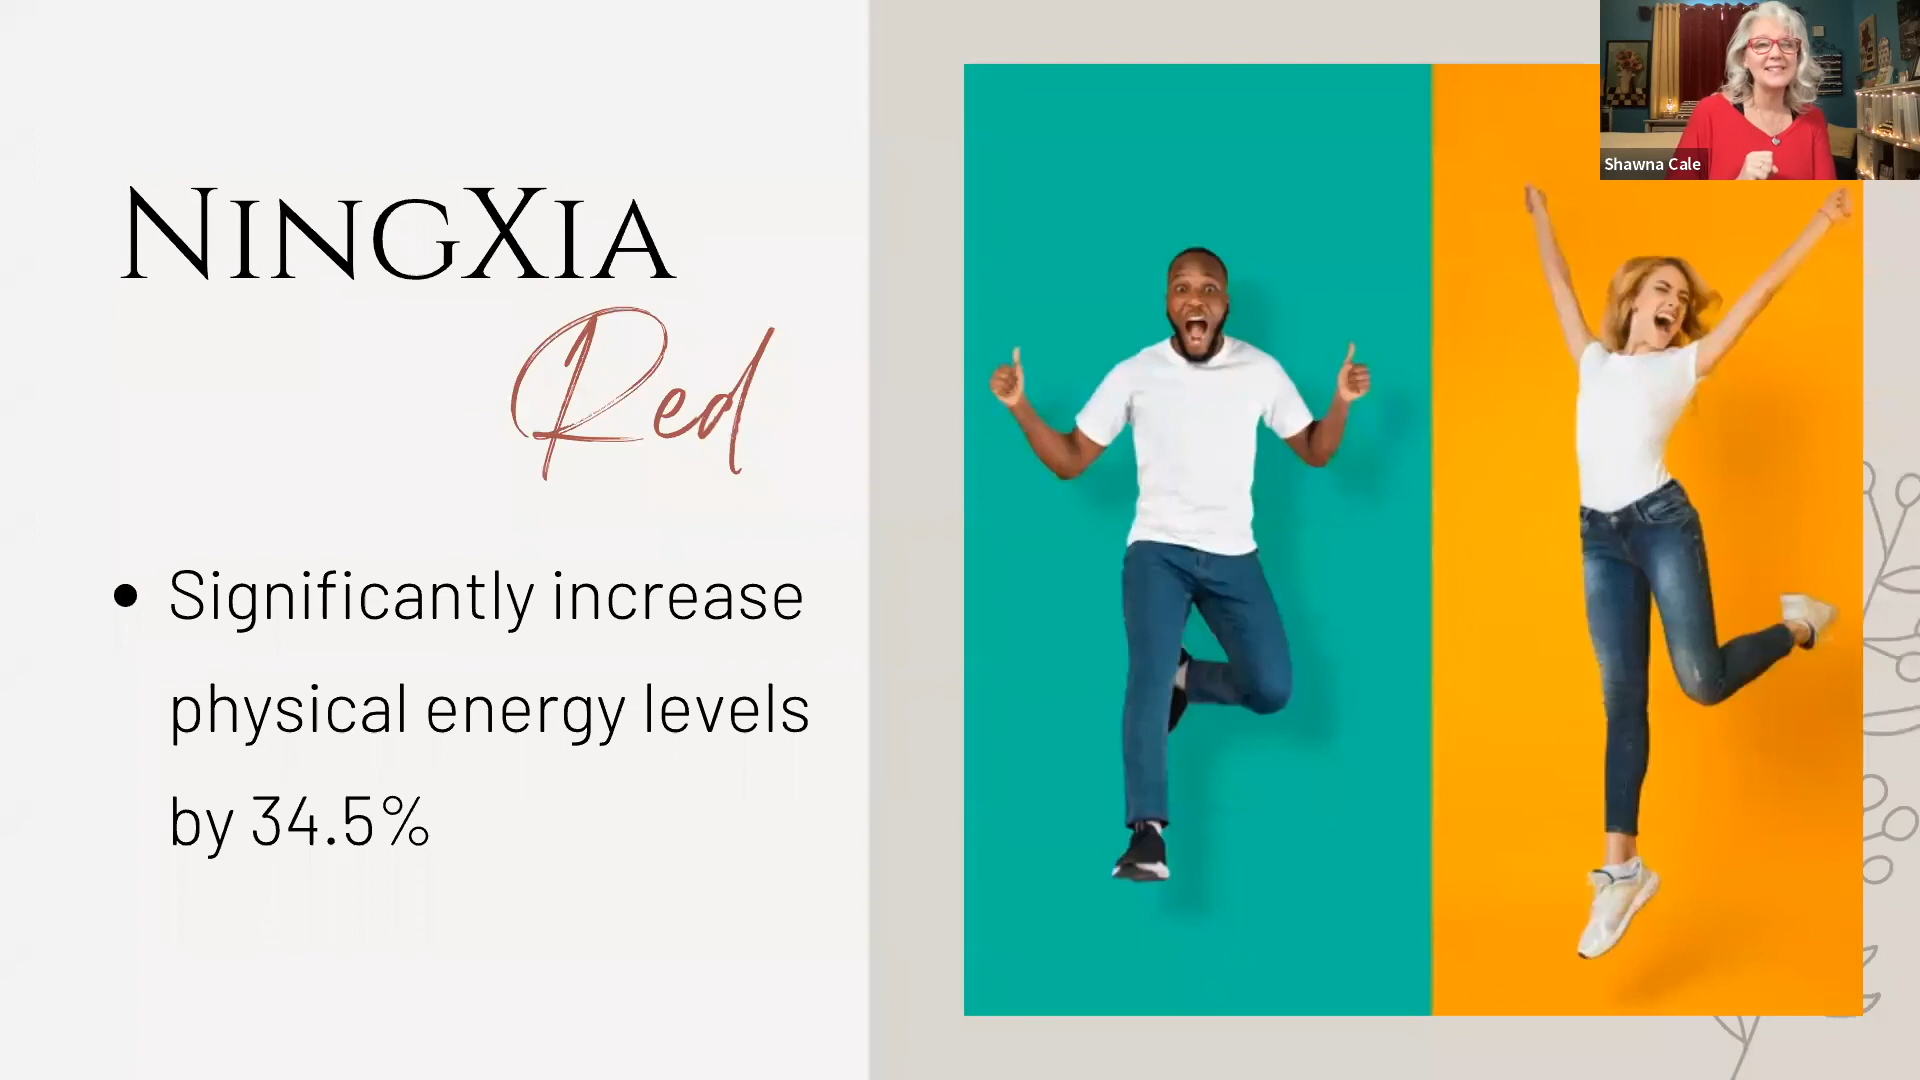 NingXia
Red
• Significantly increase
physical energy levels
by 34.5%
Shawna Cale